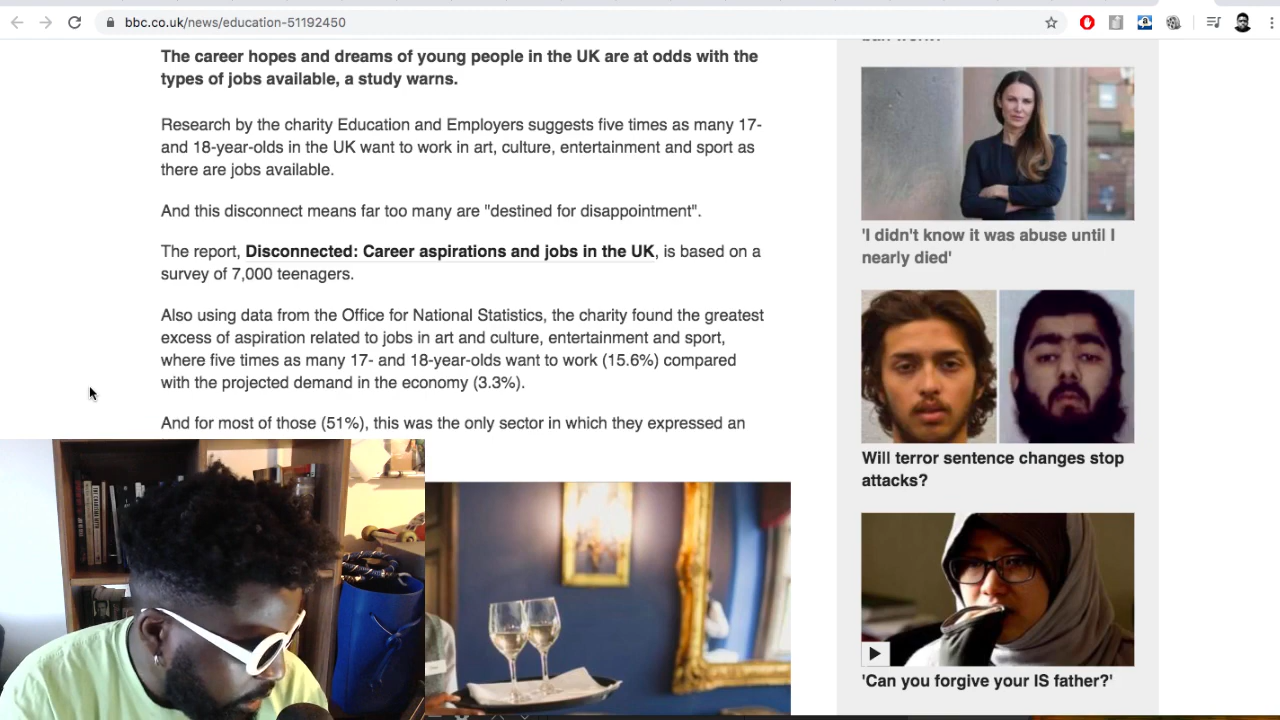 bbc.co.uk/news/education-51192450
The career hopes and dreams of young people in the UK are at odds with the
types of jobs available, a study warns.
Research by the charity Education and Employers suggests five times as many 17-
and 18-year-olds in the UK want to work in art, culture, entertainment and sport as
there are jobs available.
And this disconnect means far too many are "destined for disappointment".
The report, Disconnected: Career aspirations and jobs in the UK, is based on a
survey of 7,000 teenagers.
Also using data from the Office for National Statistics, the charity found the greatest
excess of aspiration related to jobs in art and culture, entertainment and sport,
where five times as many 17- and 18-year-olds want to work (15.6%) compared
with the projected demand in the economy (3.3%).
And for most of those (51%), this was the only sector in which they expressed an
'I didn't know it was abuse until I
nearly died'
Will terror sentence changes stop
attacks?
'Can you forgive your IS father?'